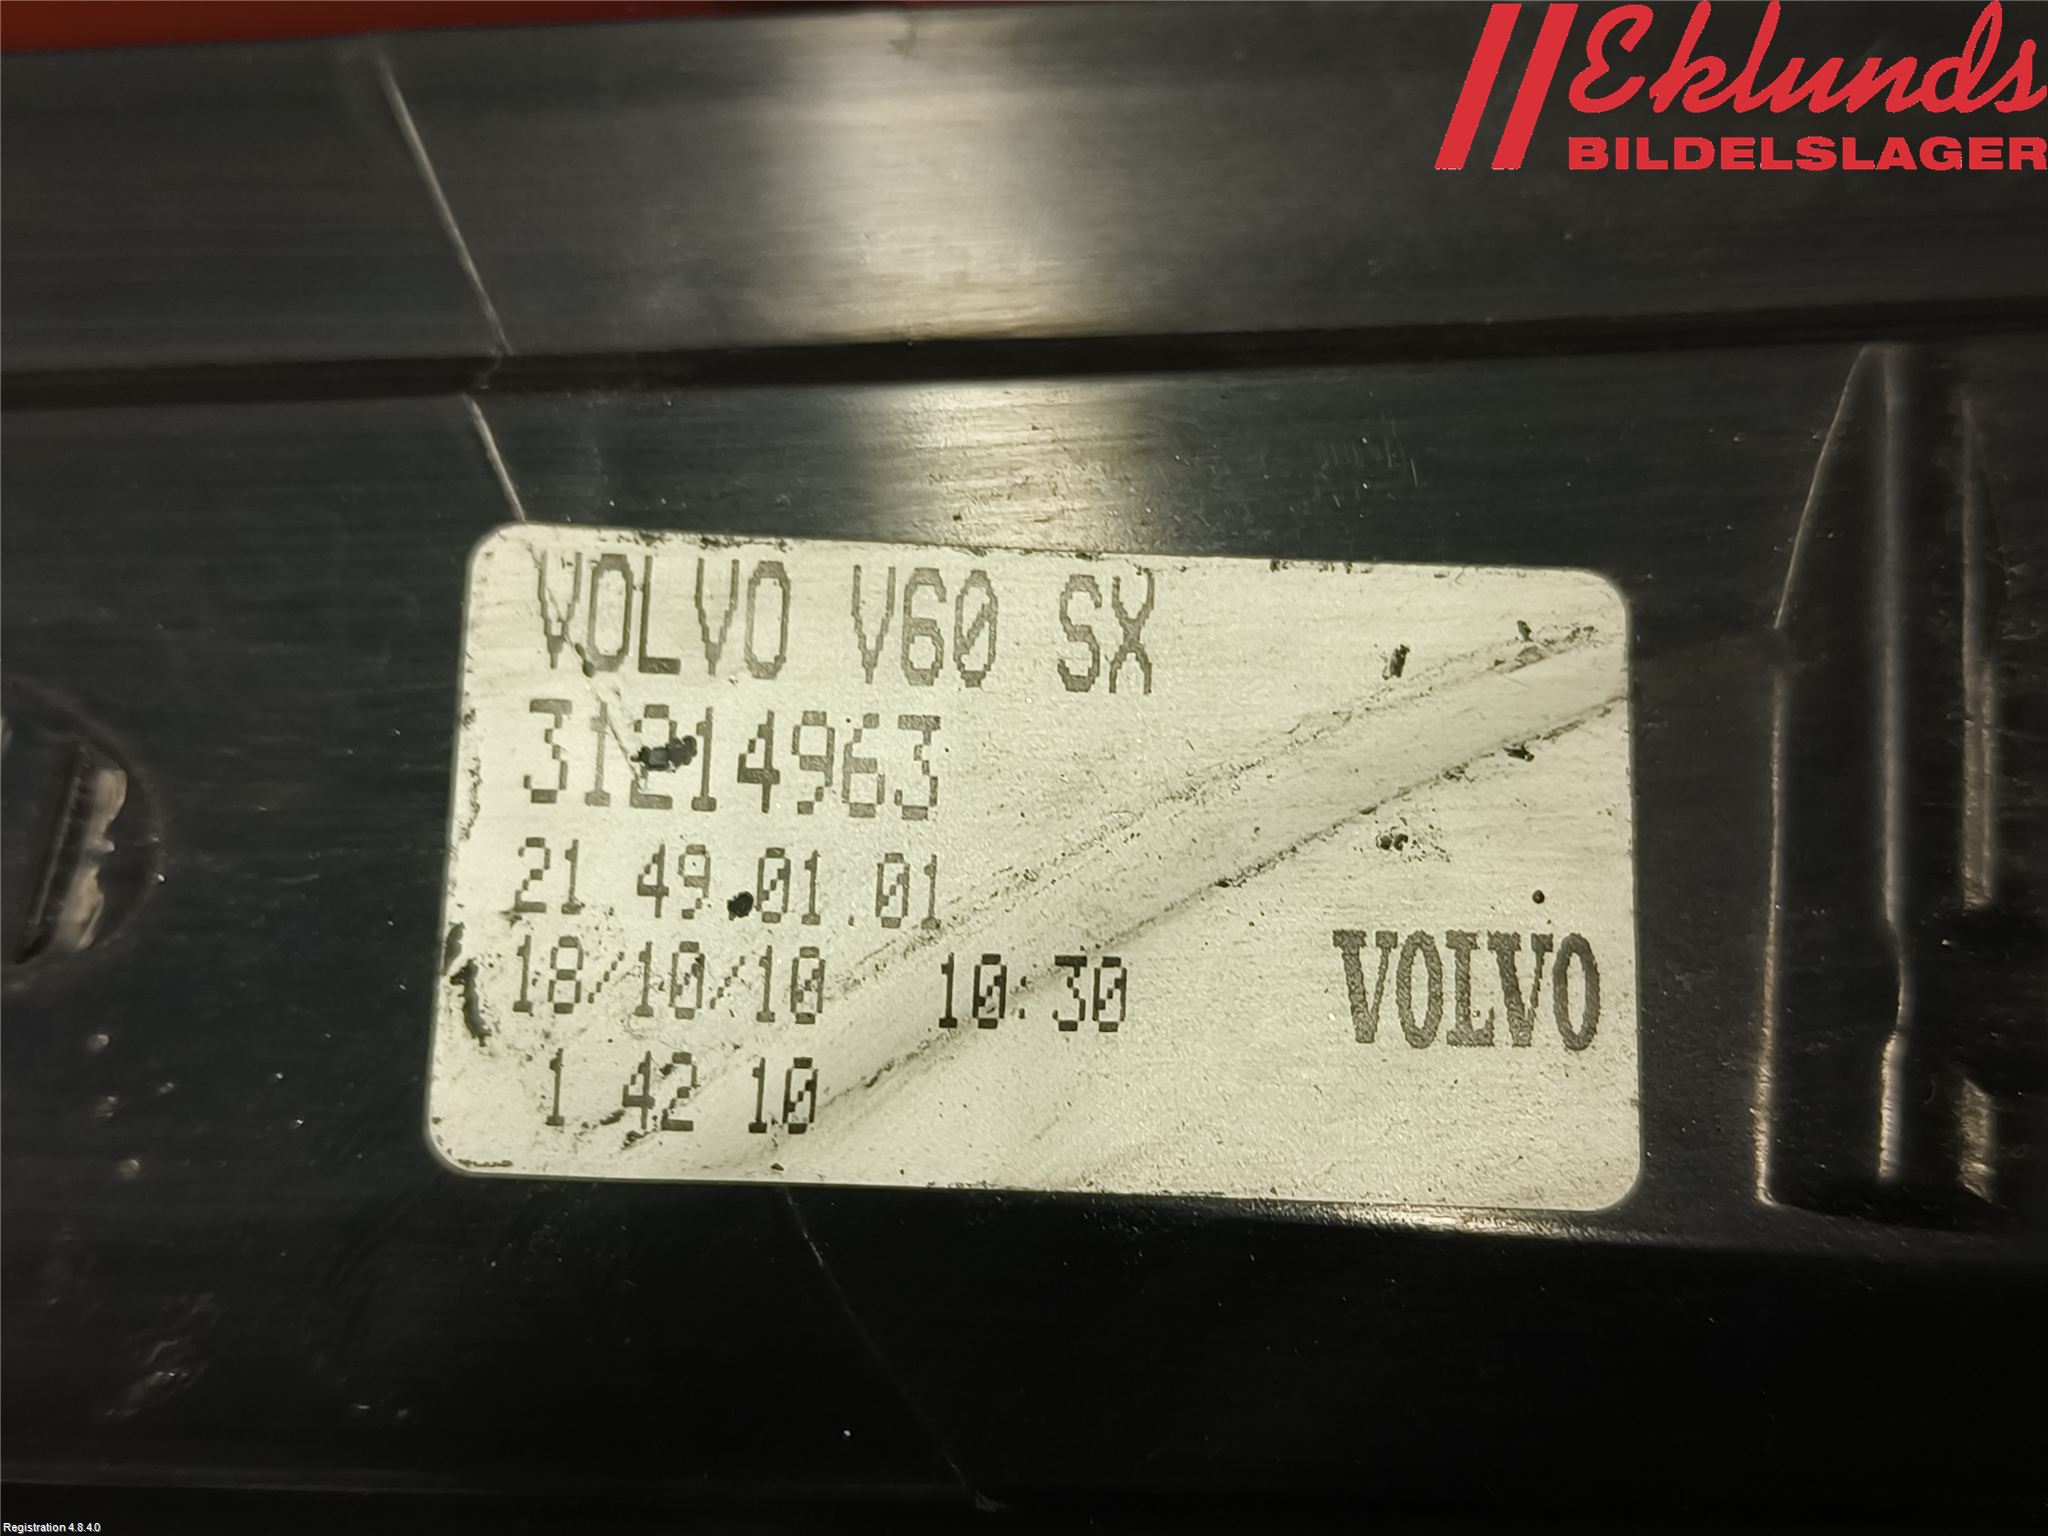 Eklunds
BILDELSLAGER
VOLVO V60 SX
31214963
21.49.01.01
18/10/10 10:30
1 42 10
VOLVO
Registration 4.8.4.0